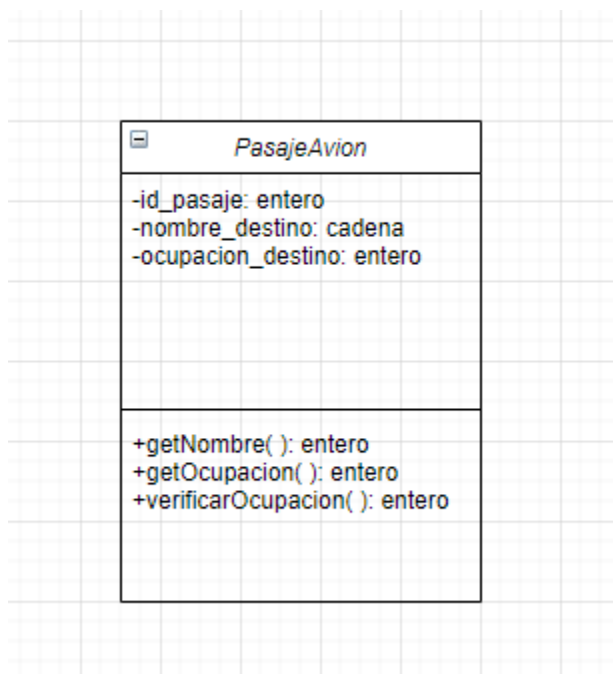 PasajeAvion
-id_pasaje: entero
-nombre_destino: cadena
-ocupacion_destino: entero
+getNombre( ): entero
+getOcupacion( ): entero
+verificarOcupacion( ): entero